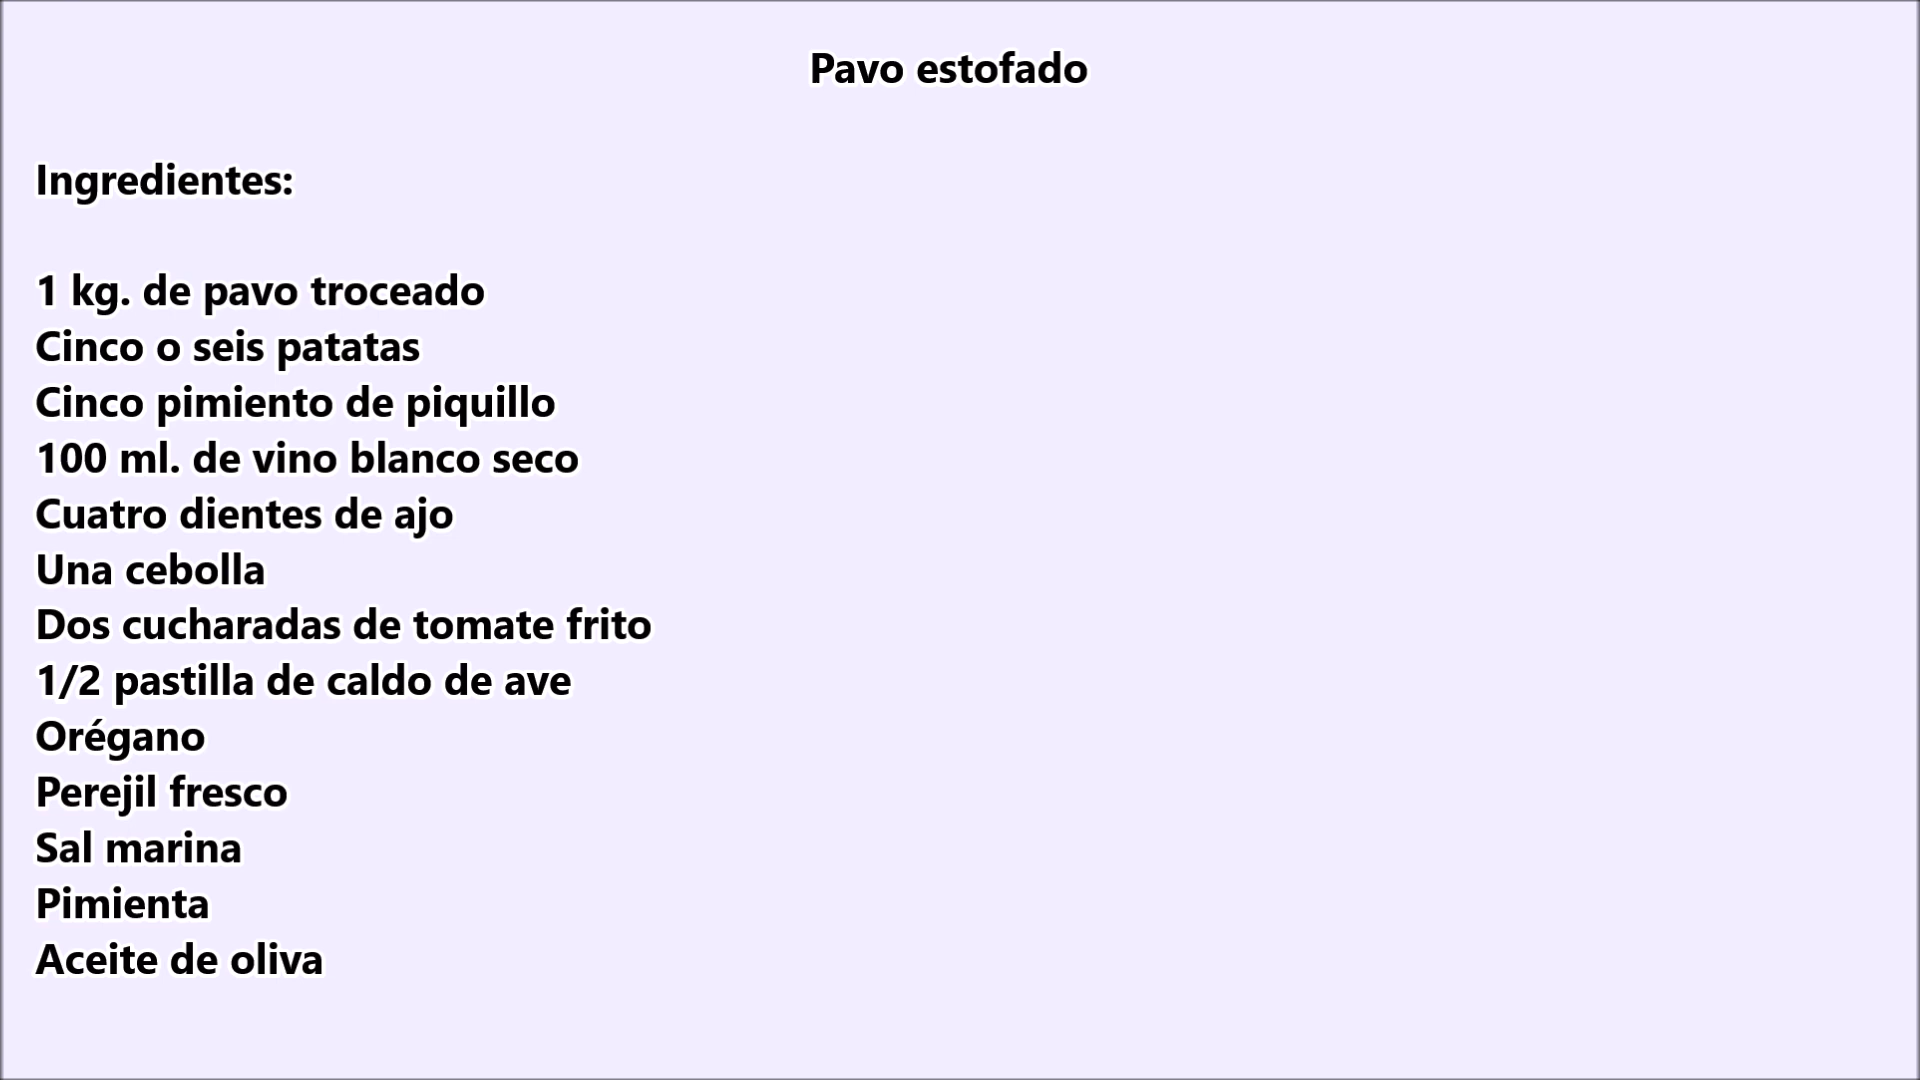 Pavo estofado
Ingredientes:
1 kg. de pavo troceado
Cinco o seis patatas
Cinco pimiento de piquillo
100 ml. de vino blanco seco
Cuatro dientes de ajo
Una cebolla
Dos cucharadas de tomate frito
1/2 pastilla de caldo de ave
Orégano
Perejil fresco
Sal marina
Pimienta
Aceite de oliva